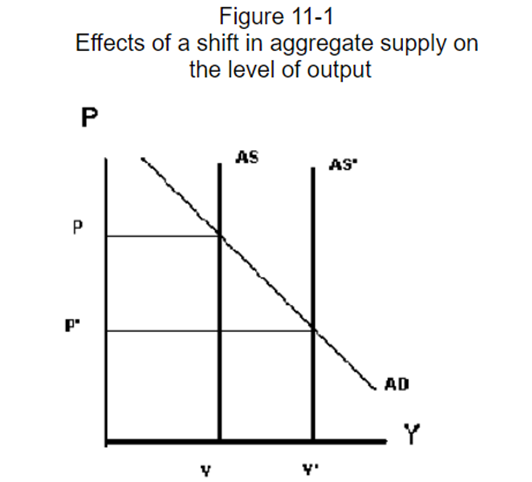 Figure 11-1
Effects of a shift in aggregate supply on
the level of output
P
AS
AS'
P
P'
AD
Y
Y
Y'